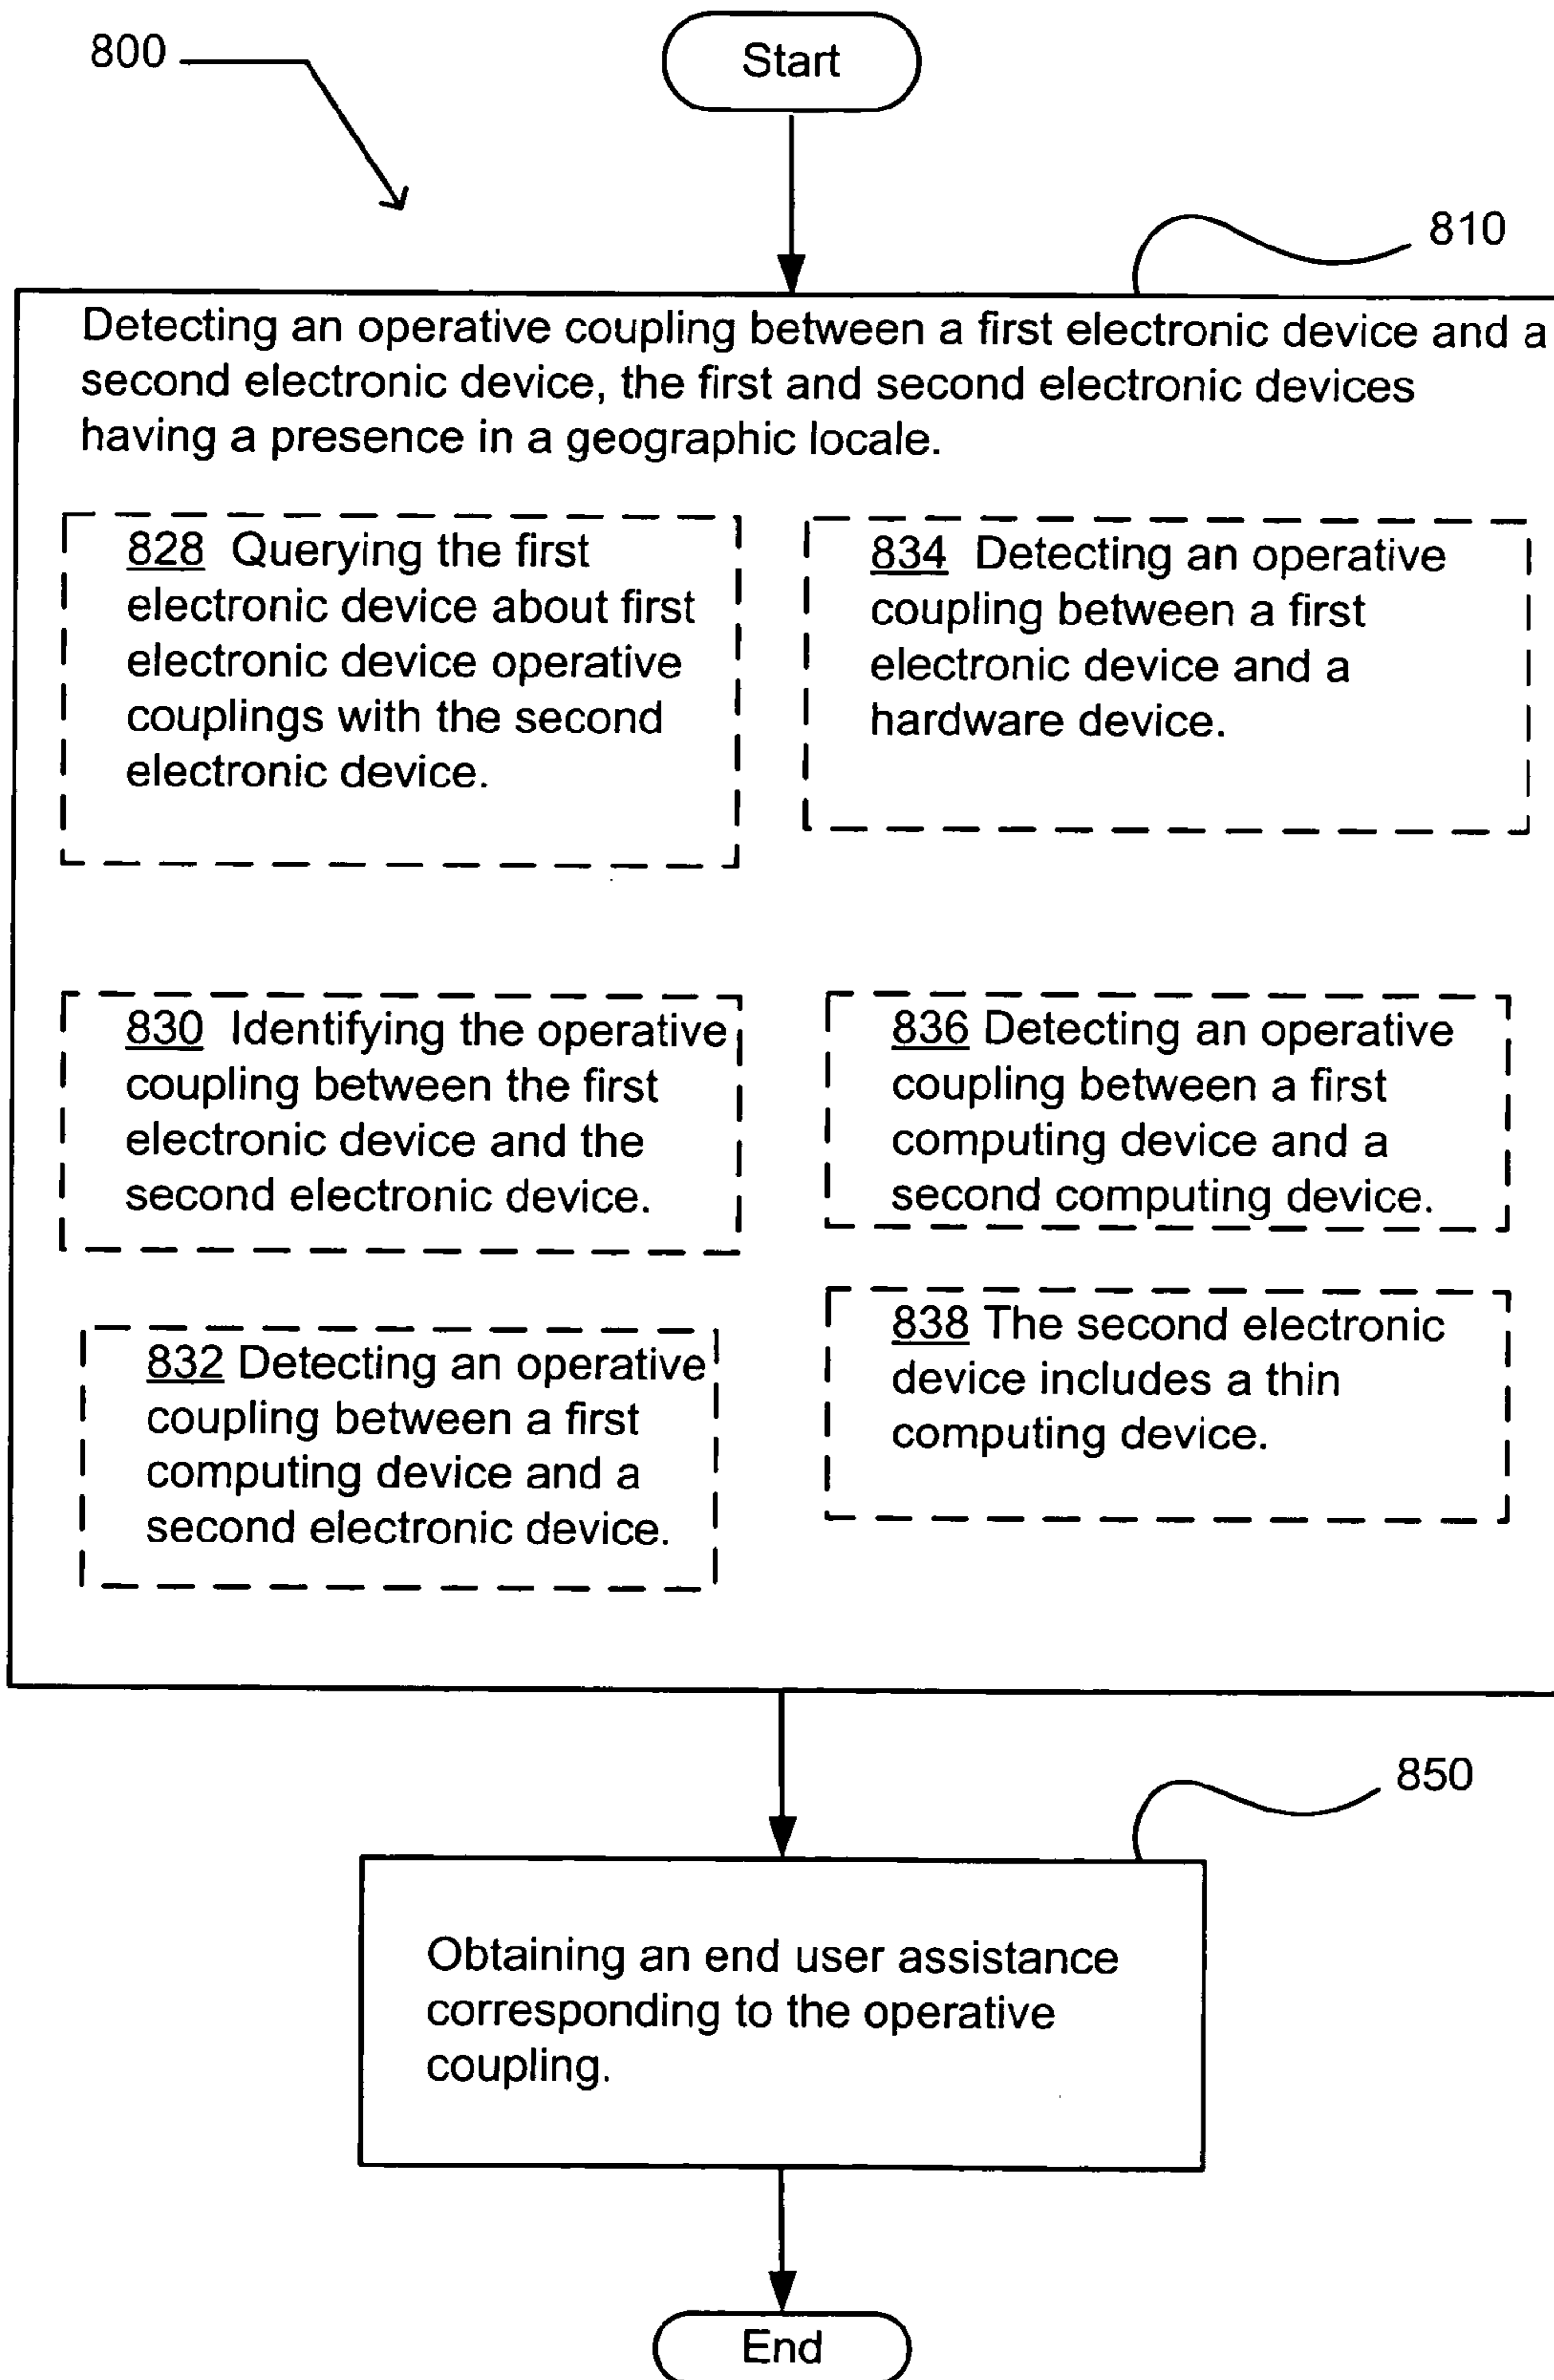 800
Start
810
Detecting an operative coupling between a first electronic device and a
second electronic device, the first and second electronic devices
having a presence in a geographic locale.
828 Querying the first
electronic device about first
electronic device operative
couplings with the second
electronic device.
834 Detecting an operative
coupling between a first
electronic device and a
hardware device.
830 Identifying the operative
coupling between the first
electronic device and the
second electronic device.
836 Detecting an operative
coupling between a first
computing device and a
second computing device.
832 Detecting an operative
coupling between a first
computing device and a
second electronic device.
838 The second electronic
device includes a thin
computing device.
850
Obtaining an end user assistance
corresponding to the operative
coupling.
End